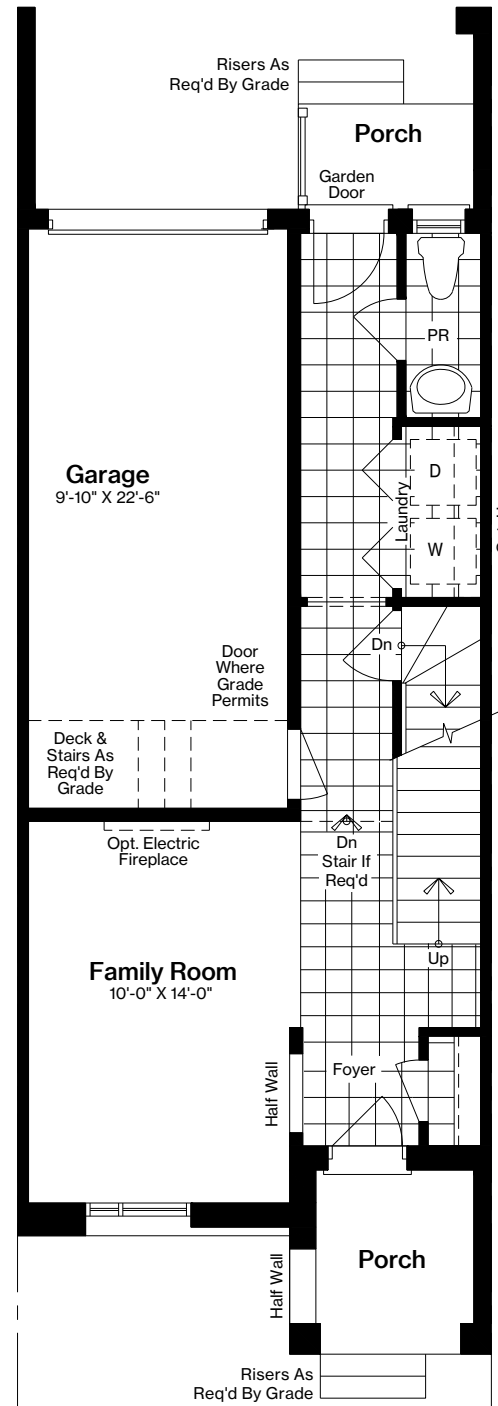 Risers As
Req'd By Grade
Porch
Garden
Door
PR
Garage
9'-10" X 22'-6"
D
Laundry
W
Door
Where
Grade
Permits
Dn
Deck &
Stairs As
Req'd By
Grade
Opt. Electric
Fireplace
Dn
Stair If
Req'd
Family Room
10'-0" X 14'-0"
Up
Foyer
Half Wall
Porch
Half Wall
Risers As
Req'd By Grade